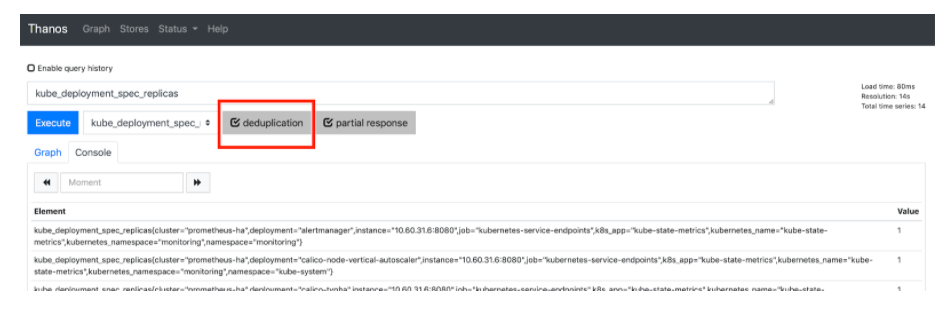 Thanos Graph Stores Status Help
Enable query history
kube_deployment_spec_replicas
Load time: 80ms
Resolution: 14s
Total time series: 14
Execute kube_deployment_spec_ deduplication partial response
Graph Console
Moment
Element Value
kube_deployment_spec_replicas{cluster="prometheus-ha",deployment="alertmanager",instance="10.60.31.6:8080",job="kubernetes-service-endpoints",k8s_app="kube-state-metrics",kubernetes_name="kube-state- 1
metrics",kubernetes_namespace="monitoring",namespace="monitoring"}
kube_deployment_spec_replicas{cluster="prometheus-ha",deployment="calico-node-vertical-autoscaler",instance="10.60.31.6:8080",job="kubernetes-service-endpoints",k8s_app="kube-state-metrics",kubernetes_name="kube- 1
state-metrics",kubernetes_namespace="monitoring",namespace="kube-system"}
kube_deployment_spec_replicas{cluster="prometheus-ha",deployment="calico-typha",instance="10.60.31.6:8080",job="kubernetes-service-endpoints",k8s_app="kube-state-metrics",kubernetes_name="kube-state- 1